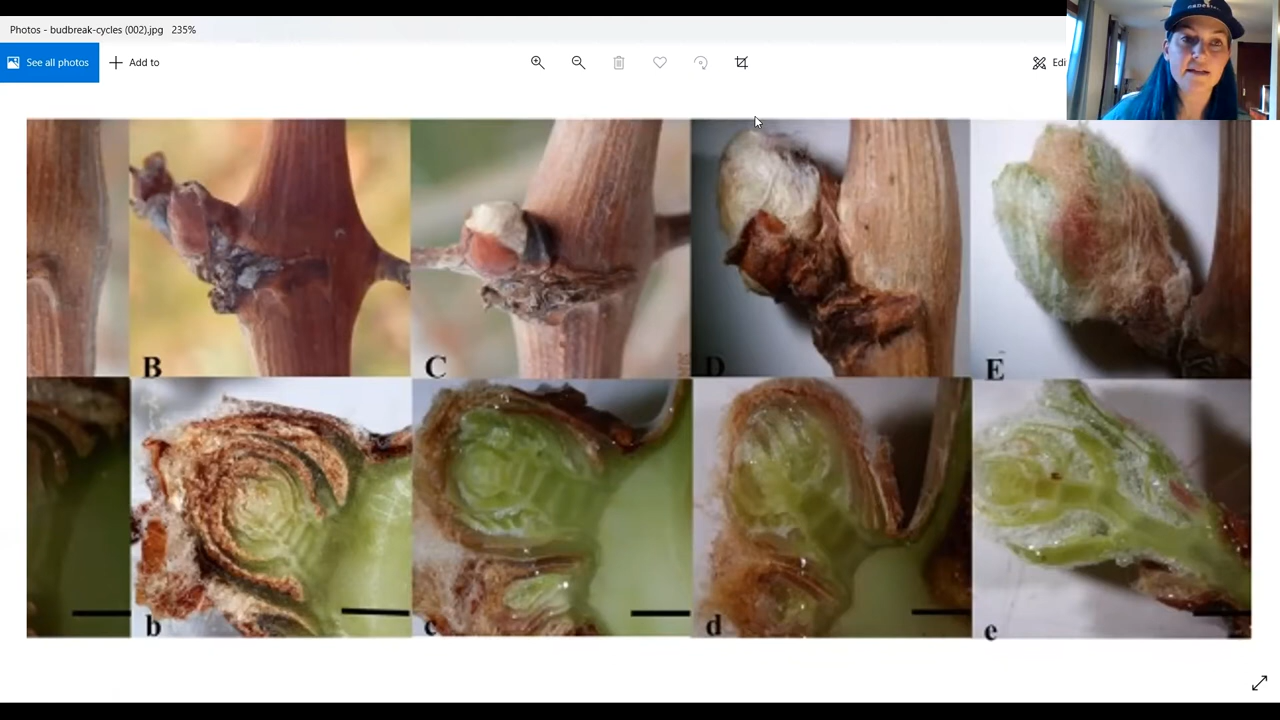 Photos - budbreak-cycles (002).jpg 235%
See all photos
Add to
Edi
B
C
D
E
b
c
d
e